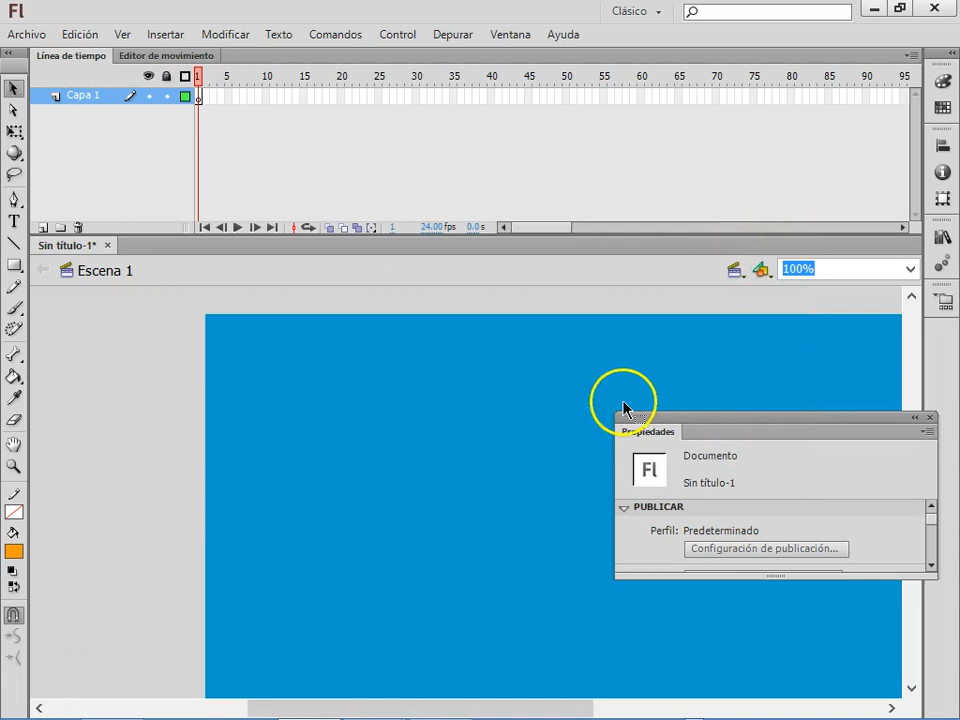 Fl
Clásico
Archivo Edición Ver Insertar Modificar Texto Comandos Control Depurar Ventana Ayuda
Línea de tiempo Editor de movimiento
1 5 10 15 20 25 30 35 40 45 50 55 60 65 70 75 80 85 90 95
Capa 1
1 24.00 fps 0.0 s
Sin título-1*
Escena 1
100%
Propiedades
Fl
Documento
Sin título-1
PUBLICAR
Perfil: Predeterminado
Configuración de publicación...